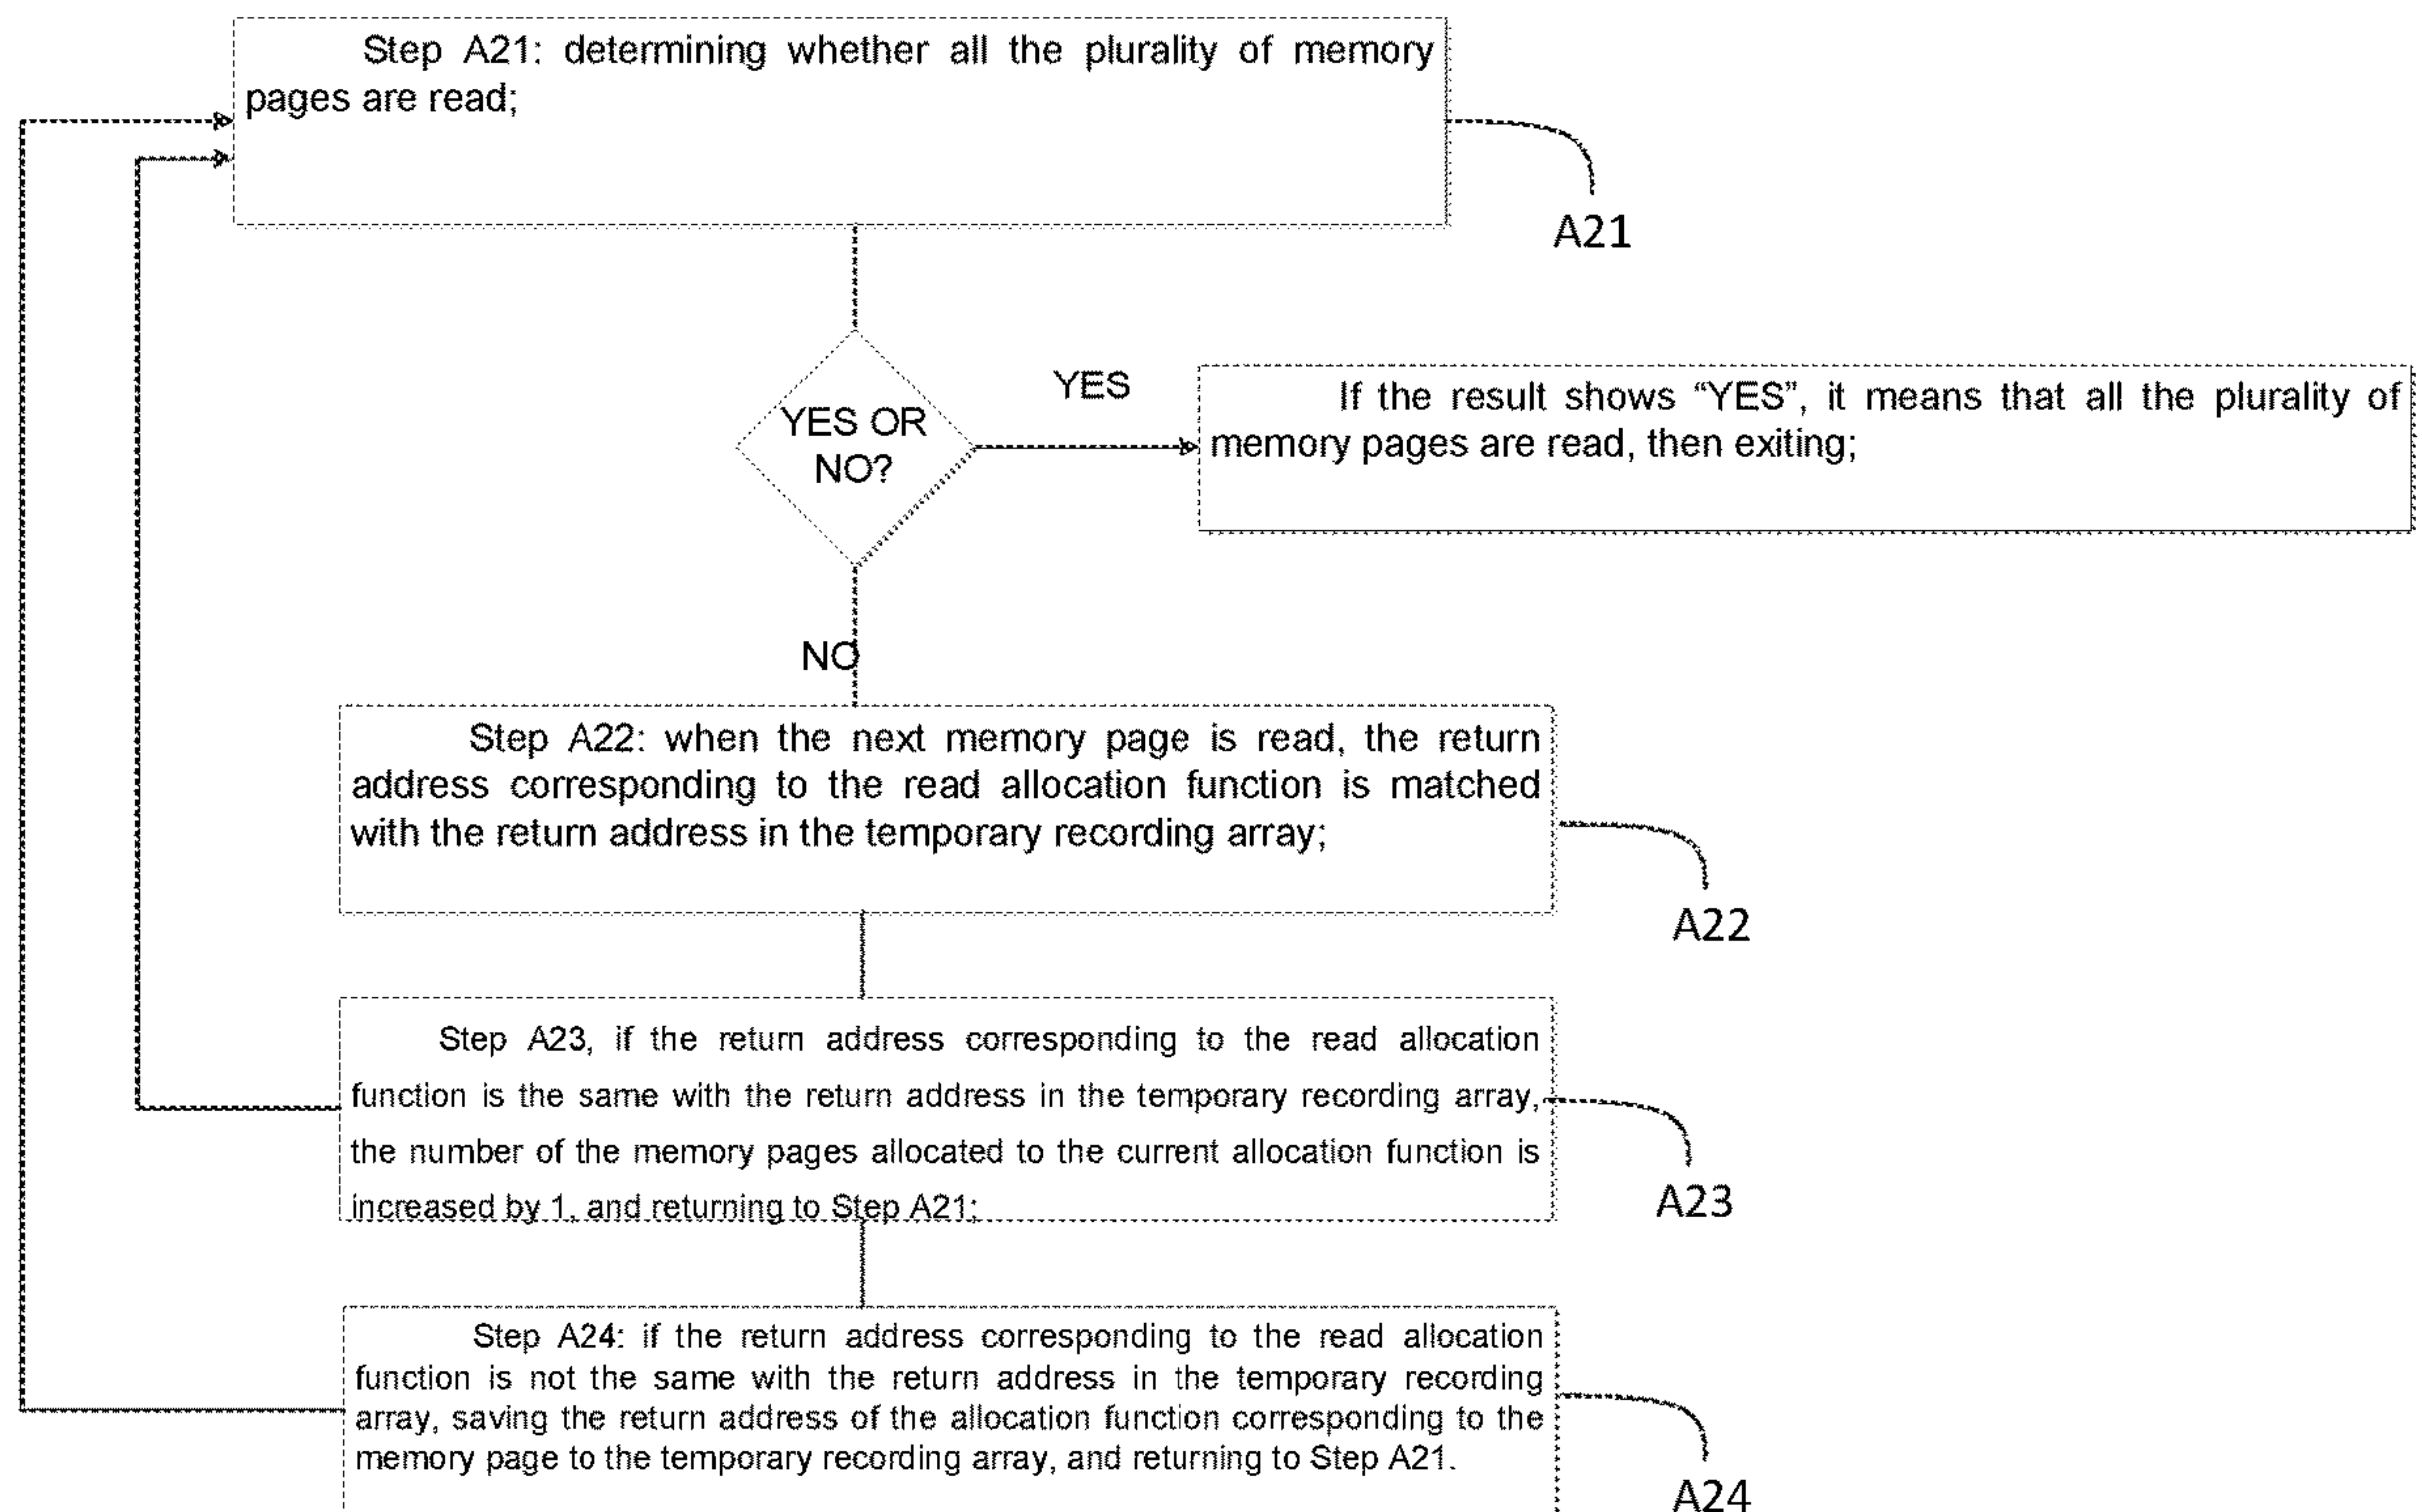 Step A21: determining whether all the plurality of memory
pages are read;
A21
YES OR
NO?
YES
If the result shows “YES”, it means that all the plurality of
memory pages are read, then exiting;
NO
Step A22: when the next memory page is read, the return
address corresponding to the read allocation function is matched
with the return address in the temporary recording array;
A22
Step A23, if the return address corresponding to the read allocation
function is the same with the return address in the temporary recording array,
the number of the memory pages allocated to the current allocation function is
increased by 1, and returning to Step A21;
A23
Step A24: if the return address corresponding to the read allocation
function is not the same with the return address in the temporary recording
array, saving the return address of the allocation function corresponding to the
memory page to the temporary recording array, and returning to Step A21.
A24